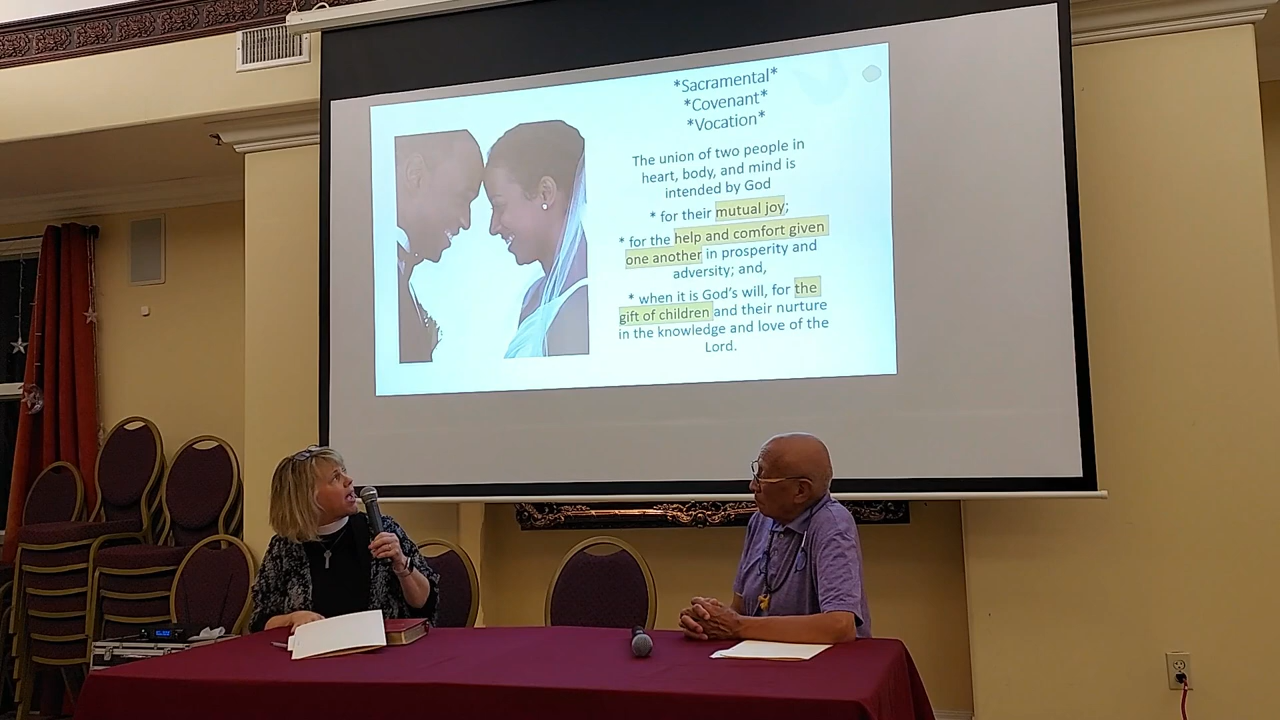 *Sacramental*
*Covenant*
*Vocation*
The union of two people in
heart, body, and mind is
intended by God
* for their mutual joy;
* for the help and comfort given
one another in prosperity and
adversity; and,
* when it is God's will, for the
gift of children and their nurture
in the knowledge and love of the
Lord.